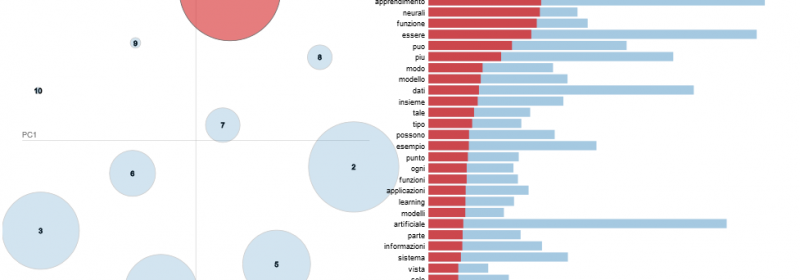 9
8
10
7
PC1
2
6
3
5
apprendimento
neurali
funzione
essere
puo
piu
modo
modello
dati
insieme
tale
tipo
possono
esempio
punto
ogni
funzioni
applicazioni
learning
modelli
artificiale
parte
informazioni
sistema
vista
solo